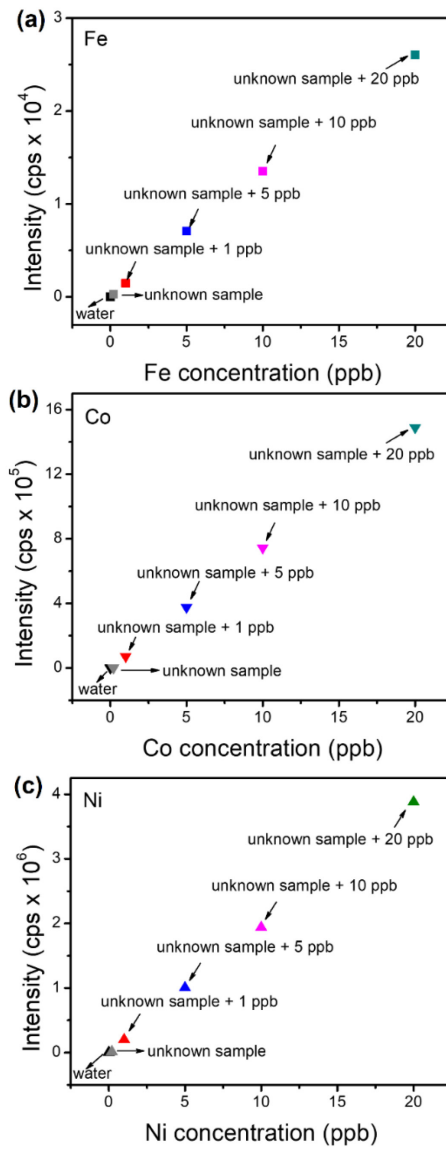 (a)
Fe
Intensity (cps x 10⁴)
3
2
1
0
unknown sample + 20 ppb
unknown sample + 10 ppb
unknown sample + 5 ppb
unknown sample + 1 ppb
unknown sample
water
0 5 10 15 20
Fe concentration (ppb)
(b)
Co
Intensity (cps x 10⁵)
16
12
8
4
0
unknown sample + 20 ppb
unknown sample + 10 ppb
unknown sample + 5 ppb
unknown sample + 1 ppb
unknown sample
water
0 5 10 15 20
Co concentration (ppb)
(c)
Ni
Intensity (cps x 10⁶)
4
3
2
1
0
unknown sample + 20 ppb
unknown sample + 10 ppb
unknown sample + 5 ppb
unknown sample + 1 ppb
unknown sample
water
0 5 10 15 20
Ni concentration (ppb)